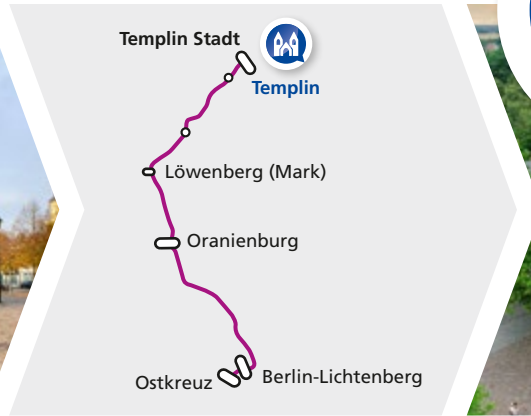 Templin Stadt
Templin
Löwenberg (Mark)
Oranienburg
Ostkreuz
Berlin-Lichtenberg